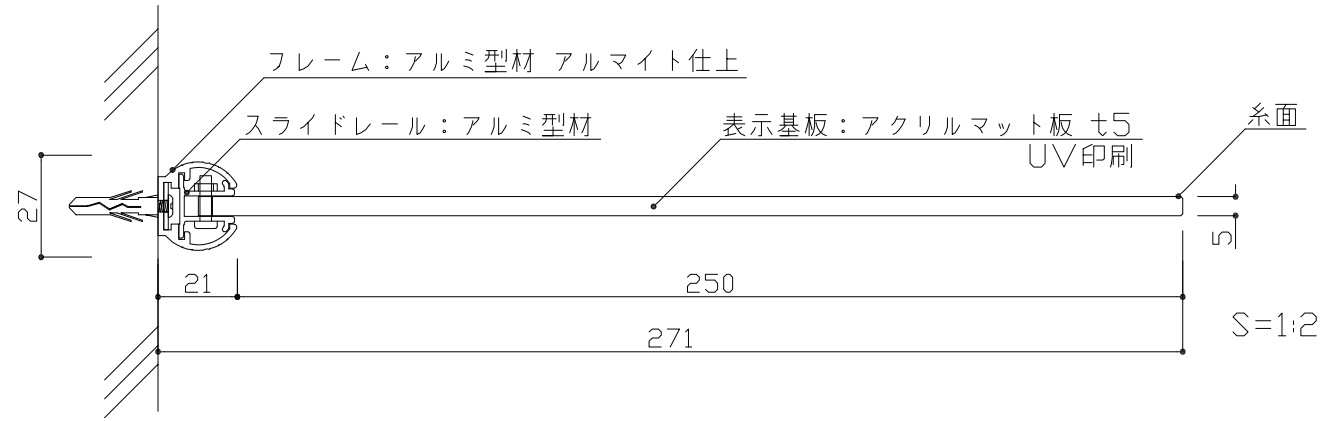 フレーム：アルミ型材 アルマイト仕上
スライドレール：アルミ型材
表示基板：アクリルマット板 t5
UV印刷
糸面
27
5
21
250
271
S=1:2